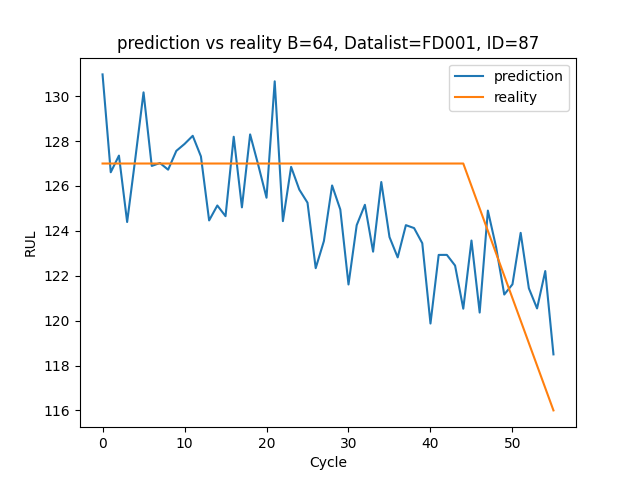 prediction vs reality B=64, Datalist=FD001, ID=87
prediction
reality
RUL
130
128
126
124
122
120
118
116
0 10 20 30 40 50
Cycle